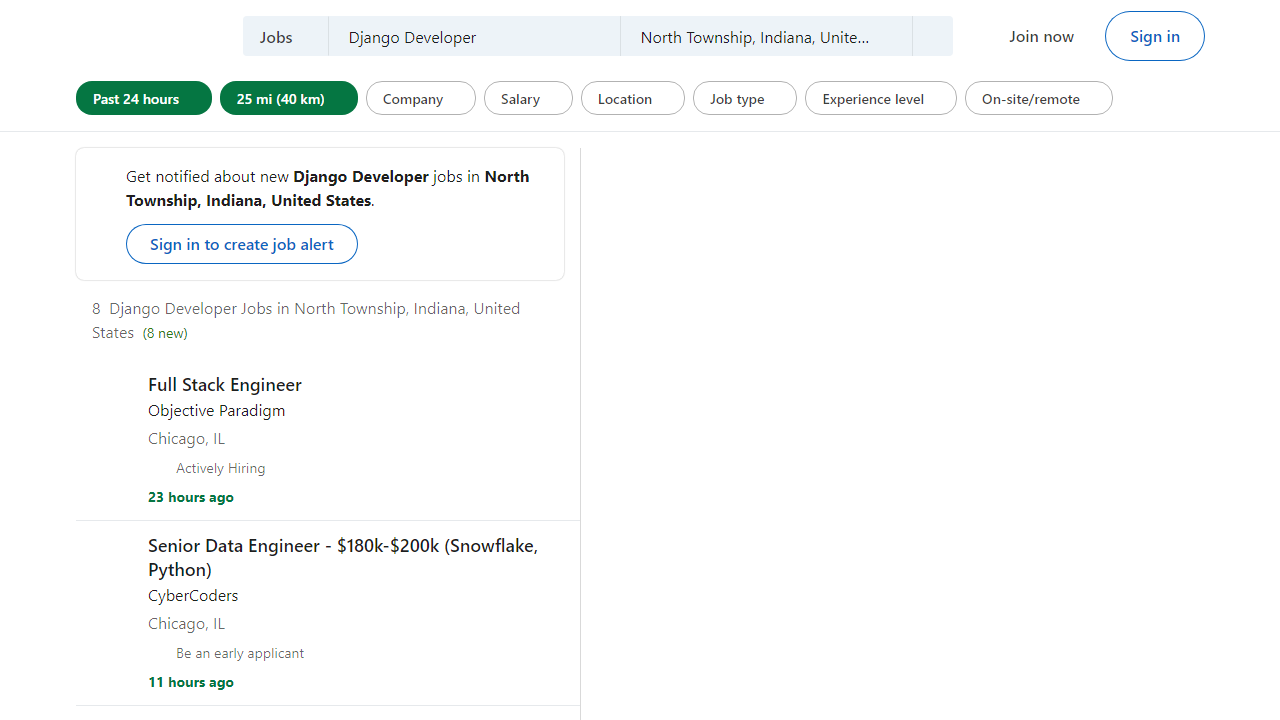 Jobs
Django Developer
North Township, Indiana, Unite...
Join now
Sign in
Past 24 hours
25 mi (40 km)
Company
Salary
Location
Job type
Experience level
On-site/remote
Get notified about new Django Developer jobs in North
Township, Indiana, United States.
Sign in to create job alert
8 Django Developer Jobs in North Township, Indiana, United
States (8 new)
Full Stack Engineer
Objective Paradigm
Chicago, IL
Actively Hiring
23 hours ago
Senior Data Engineer - $180k-$200k (Snowflake,
Python)
CyberCoders
Chicago, IL
Be an early applicant
11 hours ago